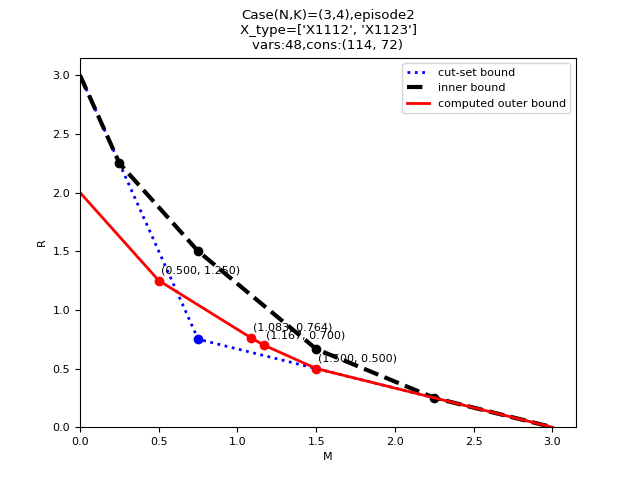 Case(N,K)=(3,4),episode2
X_type=['X1112', 'X1123']
vars:48,cons:(114, 72)
cut-set bound
inner bound
computed outer bound
3.0
2.5
2.0
1.5
1.0
0.5
0.0
R
(0.500, 1.250)
(1.083, 0.764)
(1.167, 0.700)
(1.500, 0.500)
0.0 0.5 1.0 1.5 2.0 2.5 3.0
M